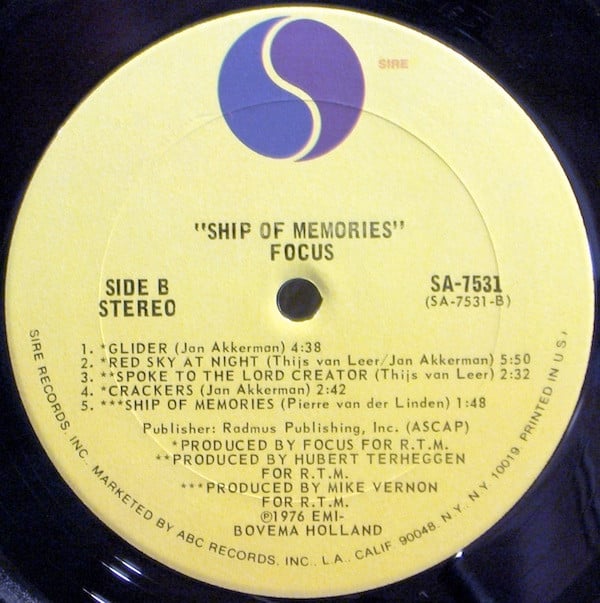 SIRE
"SHIP OF MEMORIES"
FOCUS
SIDE B
STEREO
SA-7531
(SA-7531-B)
1. *GLIDER (Jan Akkerman) 4:38
2. *RED SKY AT NIGHT (Thijs van Leer/Jan Akkerman) 5:50
3. **SPOKE TO THE LORD CREATOR (Thijs van Leer) 2:32
4. *CRACKERS (Jan Akkerman) 2:42
5. ***SHIP OF MEMORIES (Pierre van der Linden) 1:48
Publisher: Radmus Publishing, Inc. (ASCAP)
*PRODUCED BY FOCUS FOR R.T.M.
**PRODUCED BY HUBERT TERHEGGEN
FOR R.T.M.
***PRODUCED BY MIKE VERNON
FOR R.T.M.
℗1976 EMI-
BOVEMA HOLLAND
SIRE RECORDS, INC. MARKETED BY ABC RECORDS, INC., L.A., CALIF. 90048. N.Y., N.Y. 10019. PRINTED IN U.S.A.